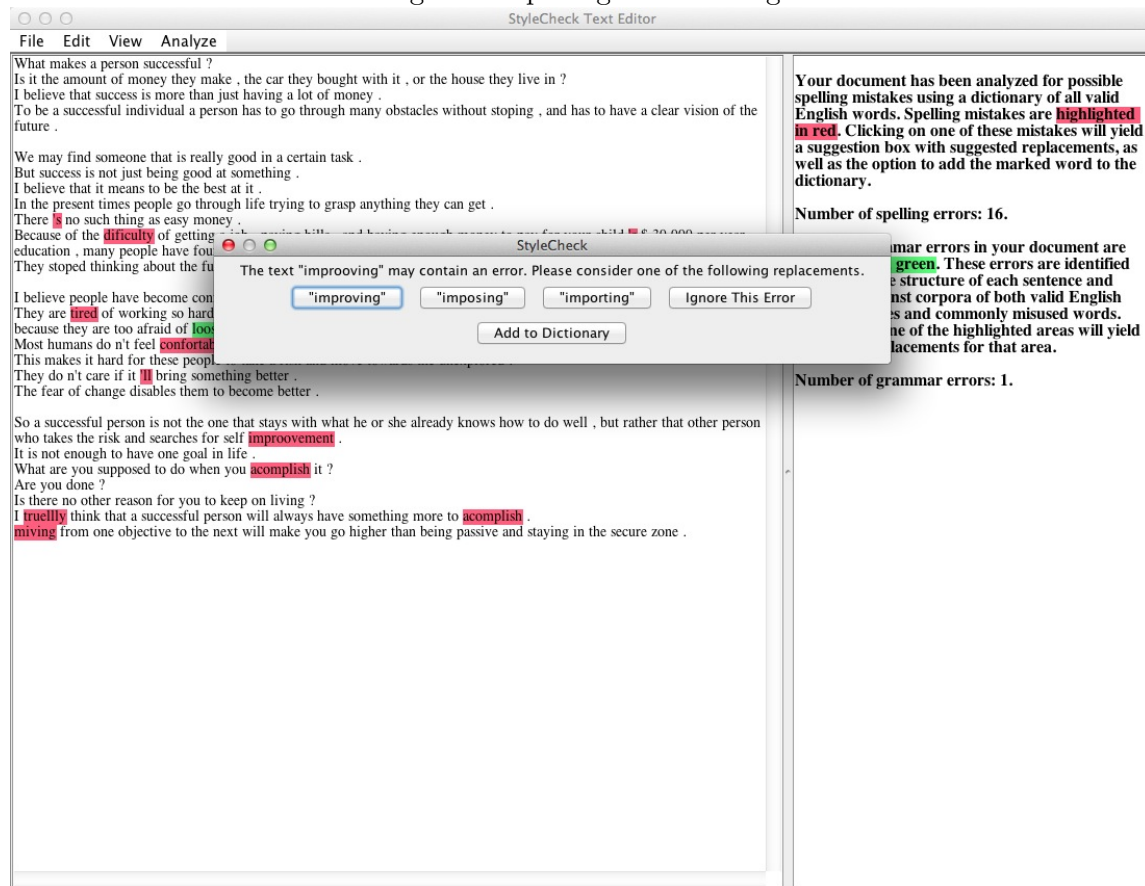 StyleCheck Text Editor
File Edit View Analyze
What makes a person successful ?
Is it the amount of money they make , the car they bought with it , or the house they live in ?
I believe that success is more than just having a lot of money .
To be a successful individual a person has to go through many obstacles without stoping , and has to have a clear vision of the
future .
We may find someone that is really good in a certain task .
But success is not just being good at something .
I believe that it means to be the best at it .
In the present times people go through life trying to grasp anything they can get .
There 's no such thing as easy money .
Because of the dificulty of getting
education , many people have fou
They stoped thinking about the fu
I believe people have become con
They are tired of working so hard
because they are too afraid of loos
Most humans do n't feel confortab
This makes it hard for these people
They do n't care if it 'll bring something better .
The fear of change disables them to become better .
So a successful person is not the one that stays with what he or she already knows how to do well , but rather that other person
who takes the risk and searches for self improovement .
It is not enough to have one goal in life .
What are you supposed to do when you acomplish it ?
Are you done ?
Is there no other reason for you to keep on living ?
I truellly think that a successful person will always have something more to acomplish .
miving from one objective to the next will make you go higher than being passive and staying in the secure zone .
StyleCheck
The text "improoving" may contain an error. Please consider one of the following replacements.
"improving" "imposing" "importing" Ignore This Error
Add to Dictionary
Your document has been analyzed for possible
spelling mistakes using a dictionary of all valid
English words. Spelling mistakes are highlighted
in red. Clicking on one of these mistakes will yield
a suggestion box with suggested replacements, as
well as the option to add the marked word to the
dictionary.
Number of spelling errors: 16.
mar errors in your document are
green. These errors are identified
structure of each sentence and
nst corpora of both valid English
s and commonly misused words.
ne of the highlighted areas will yield
lacements for that area.
Number of grammar errors: 1.